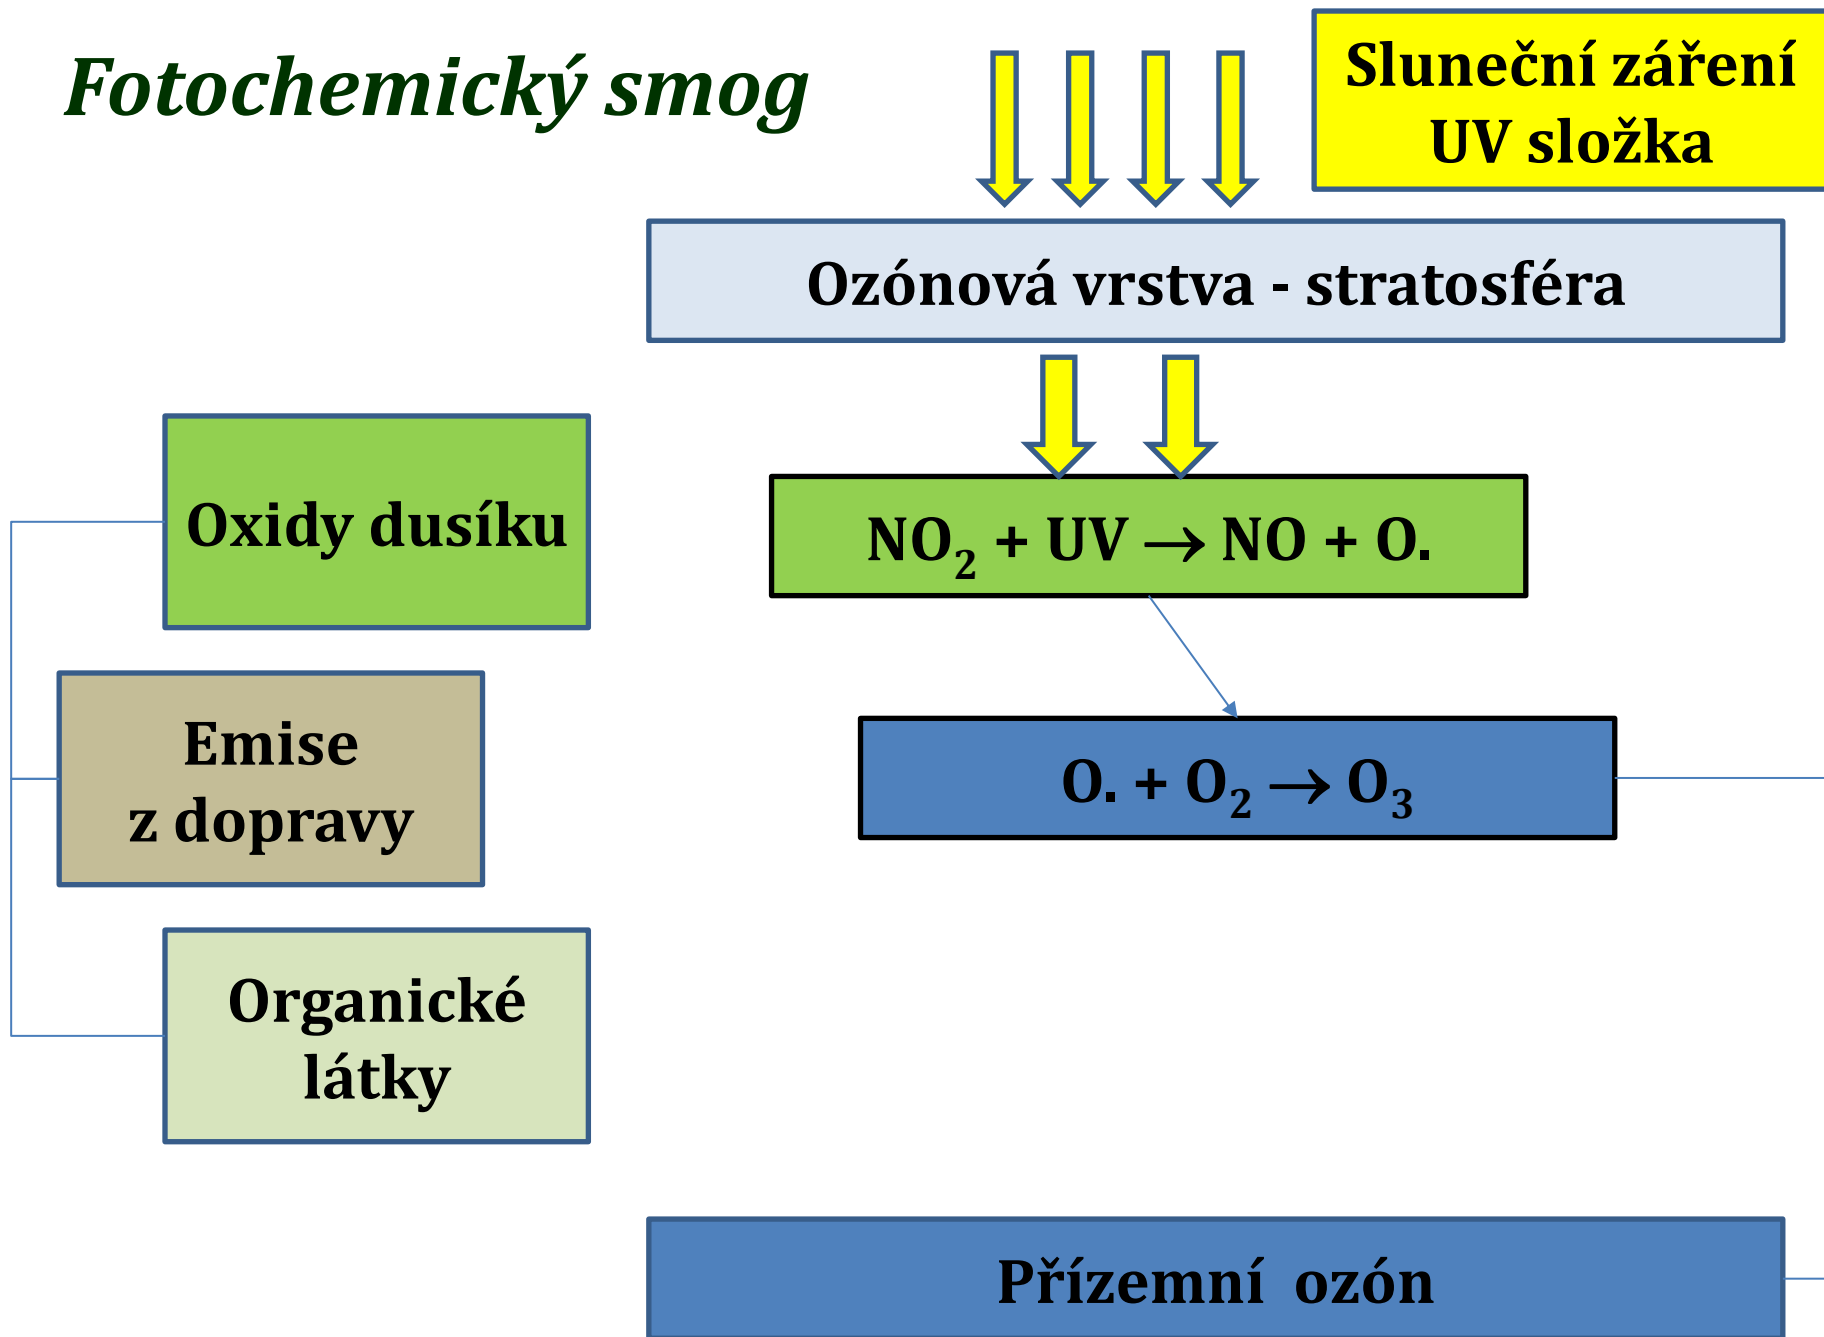 Fotochemický smog
Sluneční záření
UV složka
Ozónová vrstva - stratosféra
Oxidy dusíku
NO₂ + UV → NO + O.
Emise
z dopravy
O. + O₂ → O₃
Organické
látky
Přízemní ozón